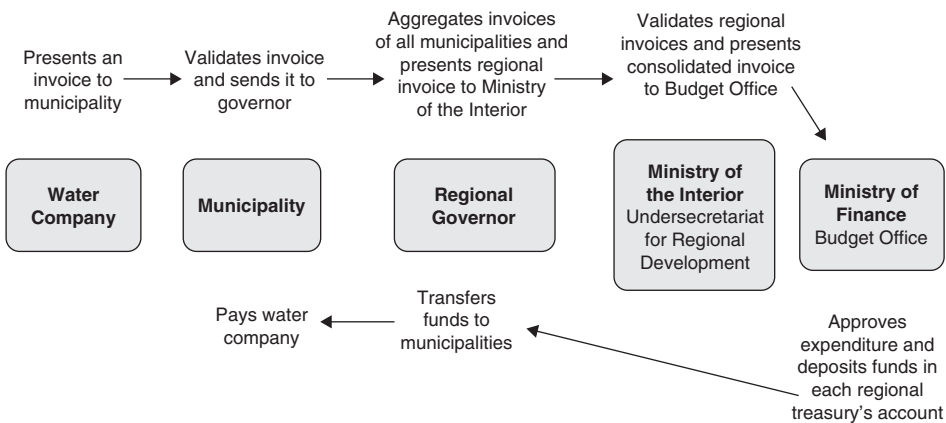 Presents an
invoice to
municipality
Validates invoice
and sends it to
governor
Aggregates invoices
of all municipalities and
presents regional
invoice to Ministry
of the Interior
Validates regional
invoices and presents
consolidated invoice
to Budget Office
Water
Company
Municipality
Regional
Governor
Ministry of
the Interior
Undersecretariat
for Regional
Development
Ministry of
Finance
Budget Office
Pays water
company
Transfers
funds to
municipalities
Approves
expenditure and
deposits funds in
each regional
treasury's account